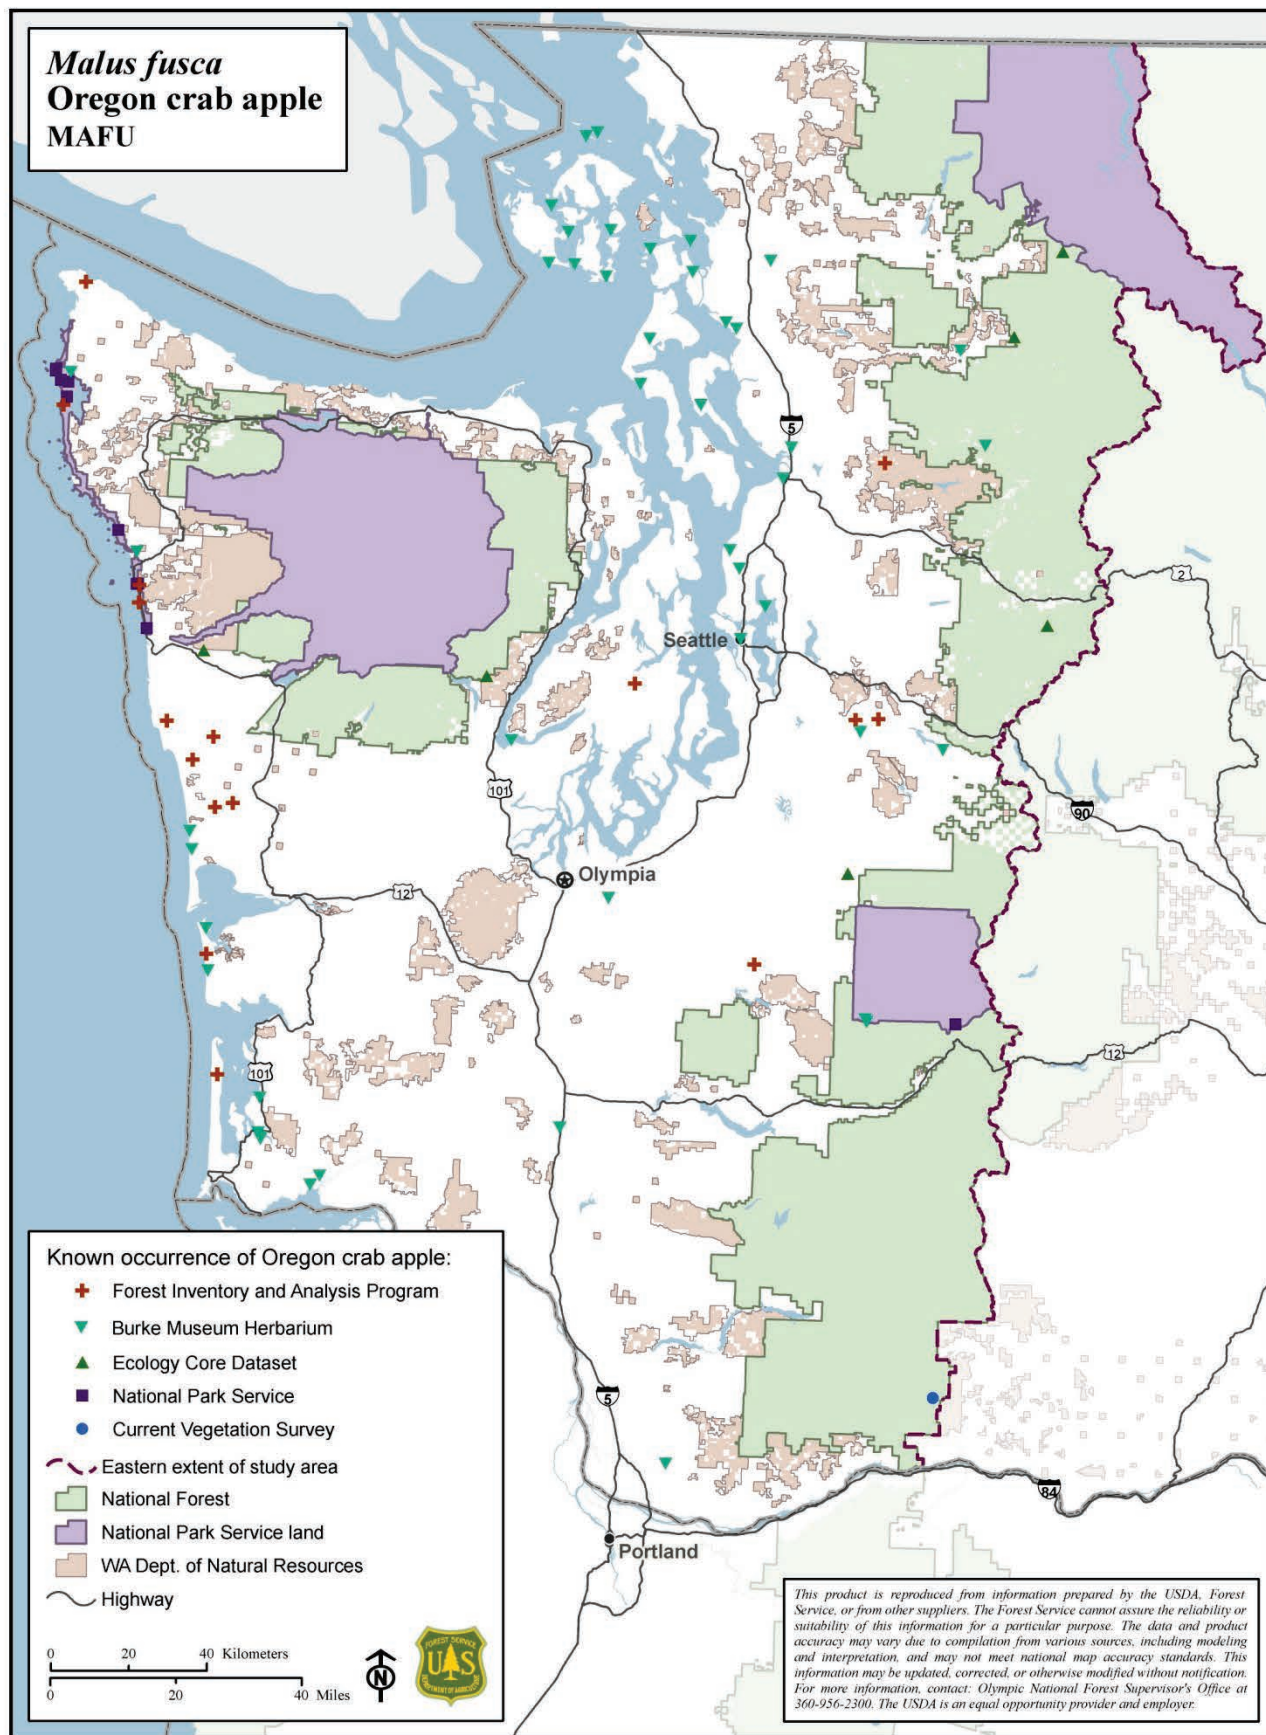 Malus fusca
Oregon crab apple
MAFU
5
2
Seattle
101
90
Olympia
12
101
12
Known occurrence of Oregon crab apple:
Forest Inventory and Analysis Program
Burke Museum Herbarium
Ecology Core Dataset
National Park Service
Current Vegetation Survey
Eastern extent of study area
National Forest
National Park Service land
WA Dept. of Natural Resources
Highway
0 20 40 Kilometers
0 20 40 Miles
N
FOREST SERVICE
U S
DEPARTMENT OF AGRICULTURE
5
84
Portland
This product is reproduced from information prepared by the USDA, Forest
Service, or from other suppliers. The Forest Service cannot assure the reliability or
suitability of this information for a particular purpose. The data and product
accuracy may vary due to compilation from various sources, including modeling
and interpretation, and may not meet national map accuracy standards. This
information may be updated, corrected, or otherwise modified without notification.
For more information, contact: Olympic National Forest Supervisor's Office at
360-956-2300. The USDA is an equal opportunity provider and employer.